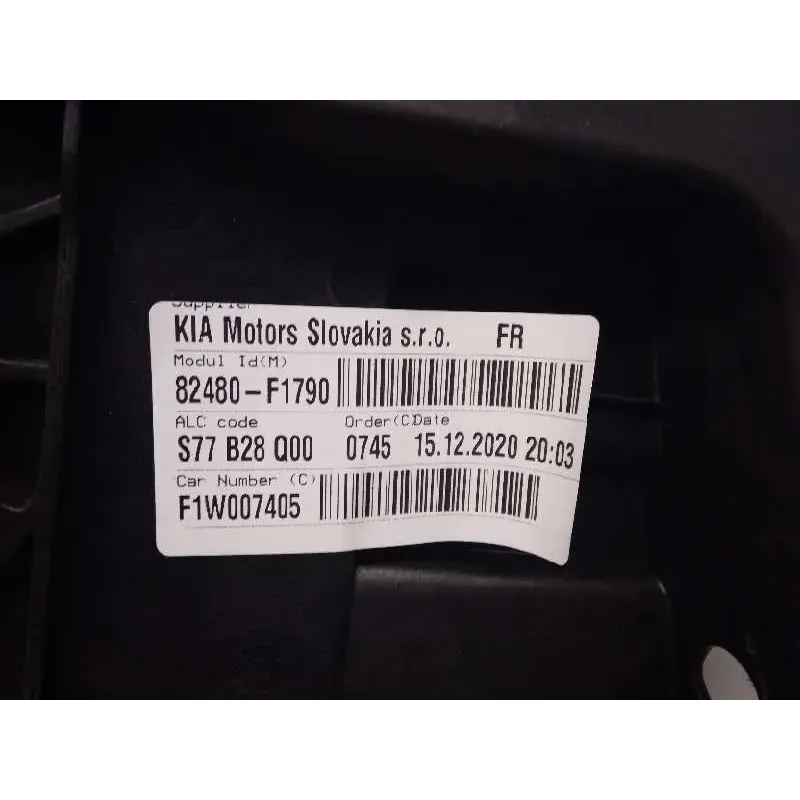 Supplier
KIA Motors Slovakia s.r.o. FR
Modul Id(M)
82480-F1790
ALC code Order(C)Date
S77 B28 Q00 0745 15.12.2020 20:03
Car Number (C)
F1W007405